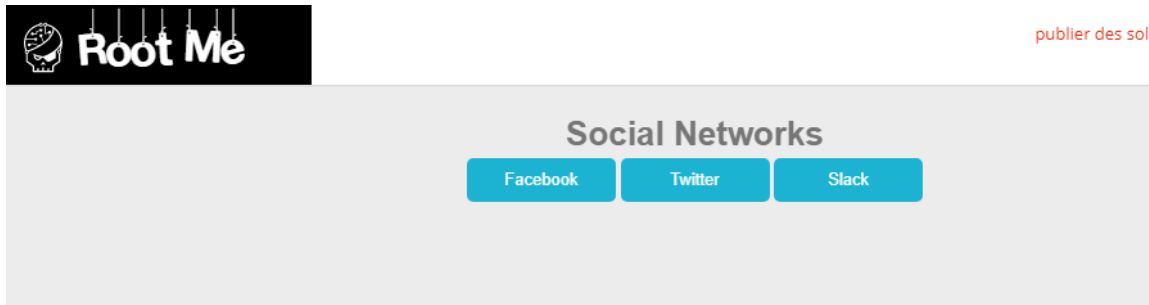 Root Me
publier des sol
Social Networks
Facebook Twitter Slack